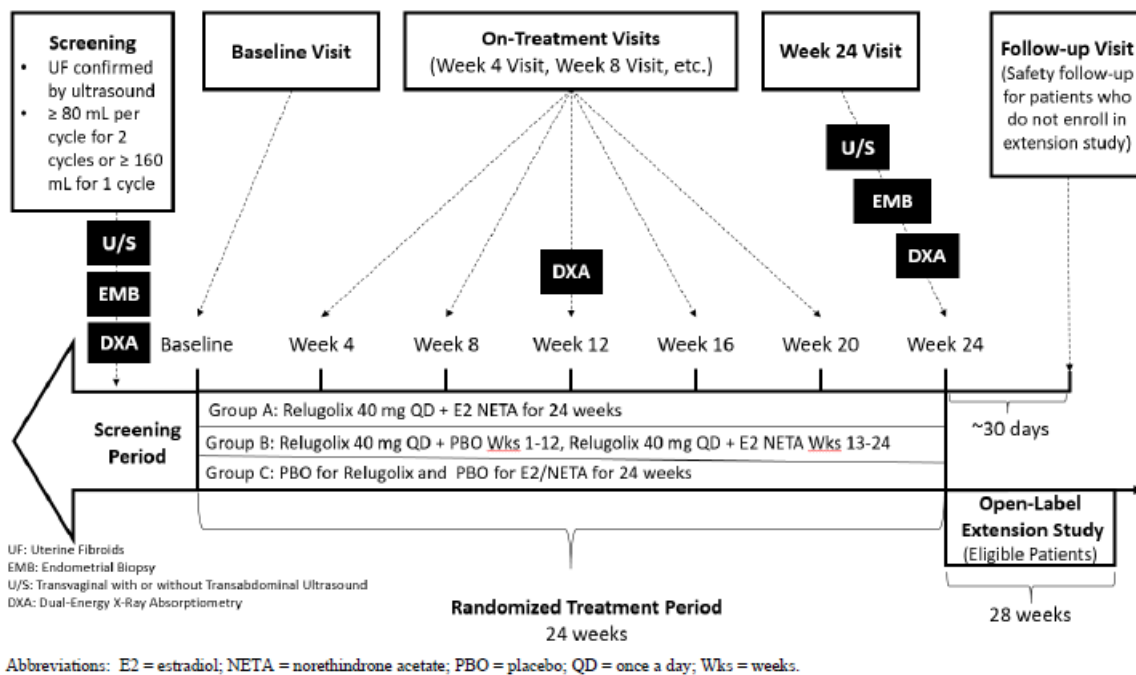 Screening
• UF confirmed
by ultrasound
• ≥ 80 mL per
cycle for 2
cycles or ≥ 160
mL for 1 cycle
Baseline Visit
On-Treatment Visits
(Week 4 Visit, Week 8 Visit, etc.)
Week 24 Visit
Follow-up Visit
(Safety follow-up
for patients who
do not enroll in
extension study)
U/S
EMB
DXA
DXA
U/S
EMB
DXA
Baseline
Week 4
Week 8
Week 12
Week 16
Week 20
Week 24
Screening
Period
Group A: Relugolix 40 mg QD + E2 NETA for 24 weeks
Group B: Relugolix 40 mg QD + PBO Wks 1-12, Relugolix 40 mg QD + E2 NETA Wks 13-24
Group C: PBO for Relugolix and PBO for E2/NETA for 24 weeks
~30 days
Open-Label
Extension Study
(Eligible Patients)
28 weeks
UF: Uterine Fibroids
EMB: Endometrial Biopsy
U/S: Transvaginal with or without Transabdominal Ultrasound
DXA: Dual-Energy X-Ray Absorptiometry
Randomized Treatment Period
24 weeks
Abbreviations: E2 = estradiol; NETA = norethindrone acetate; PBO = placebo; QD = once a day; Wks = weeks.